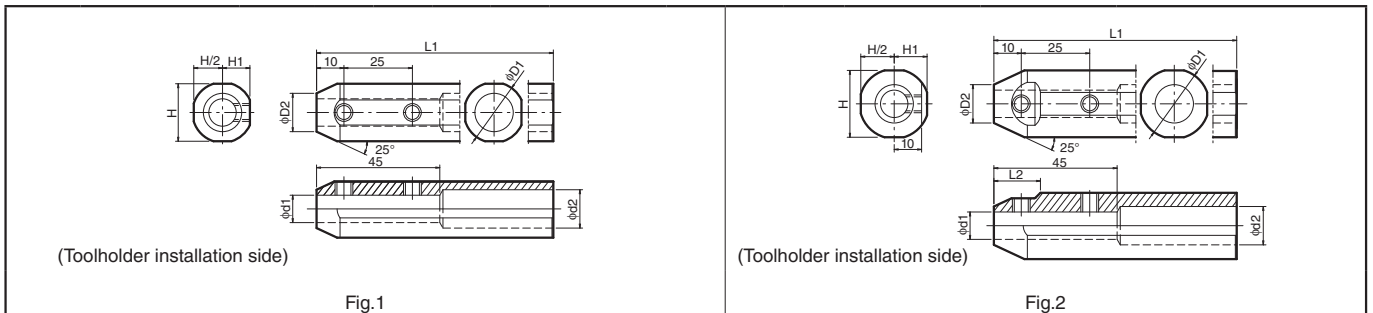 L1
H/2
H1
10
25
φD1
H
φD2
25°
45
φd1
φd2
(Toolholder installation side)
Fig.1
L1
H/2
H1
10
25
φD1
H
φD2
10
25°
45
L2
φd1
φd2
(Toolholder installation side)
Fig.2